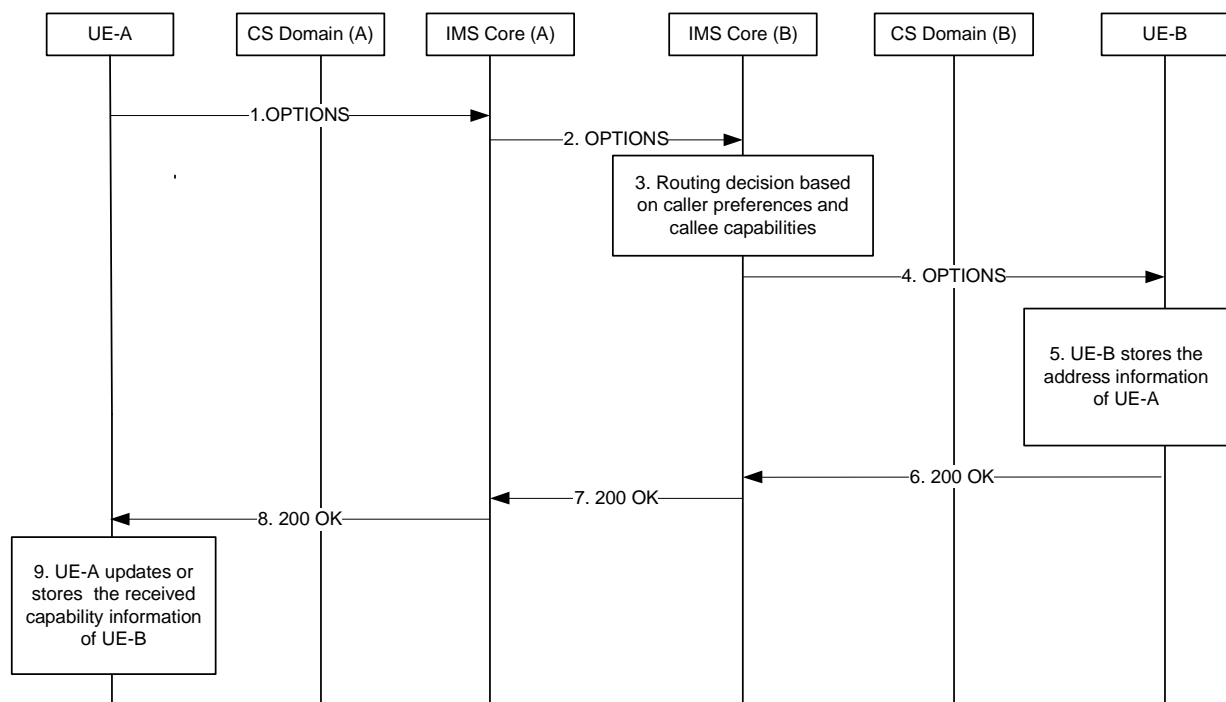 UE-A
CS Domain (A)
IMS Core (A)
IMS Core (B)
CS Domain (B)
UE-B
1.OPTIONS
2. OPTIONS
3. Routing decision based
on caller preferences and
callee capabilities
4. OPTIONS
5. UE-B stores the
address information
of UE-A
6. 200 OK
7. 200 OK
8. 200 OK
9. UE-A updates or
stores the received
capability information
of UE-B